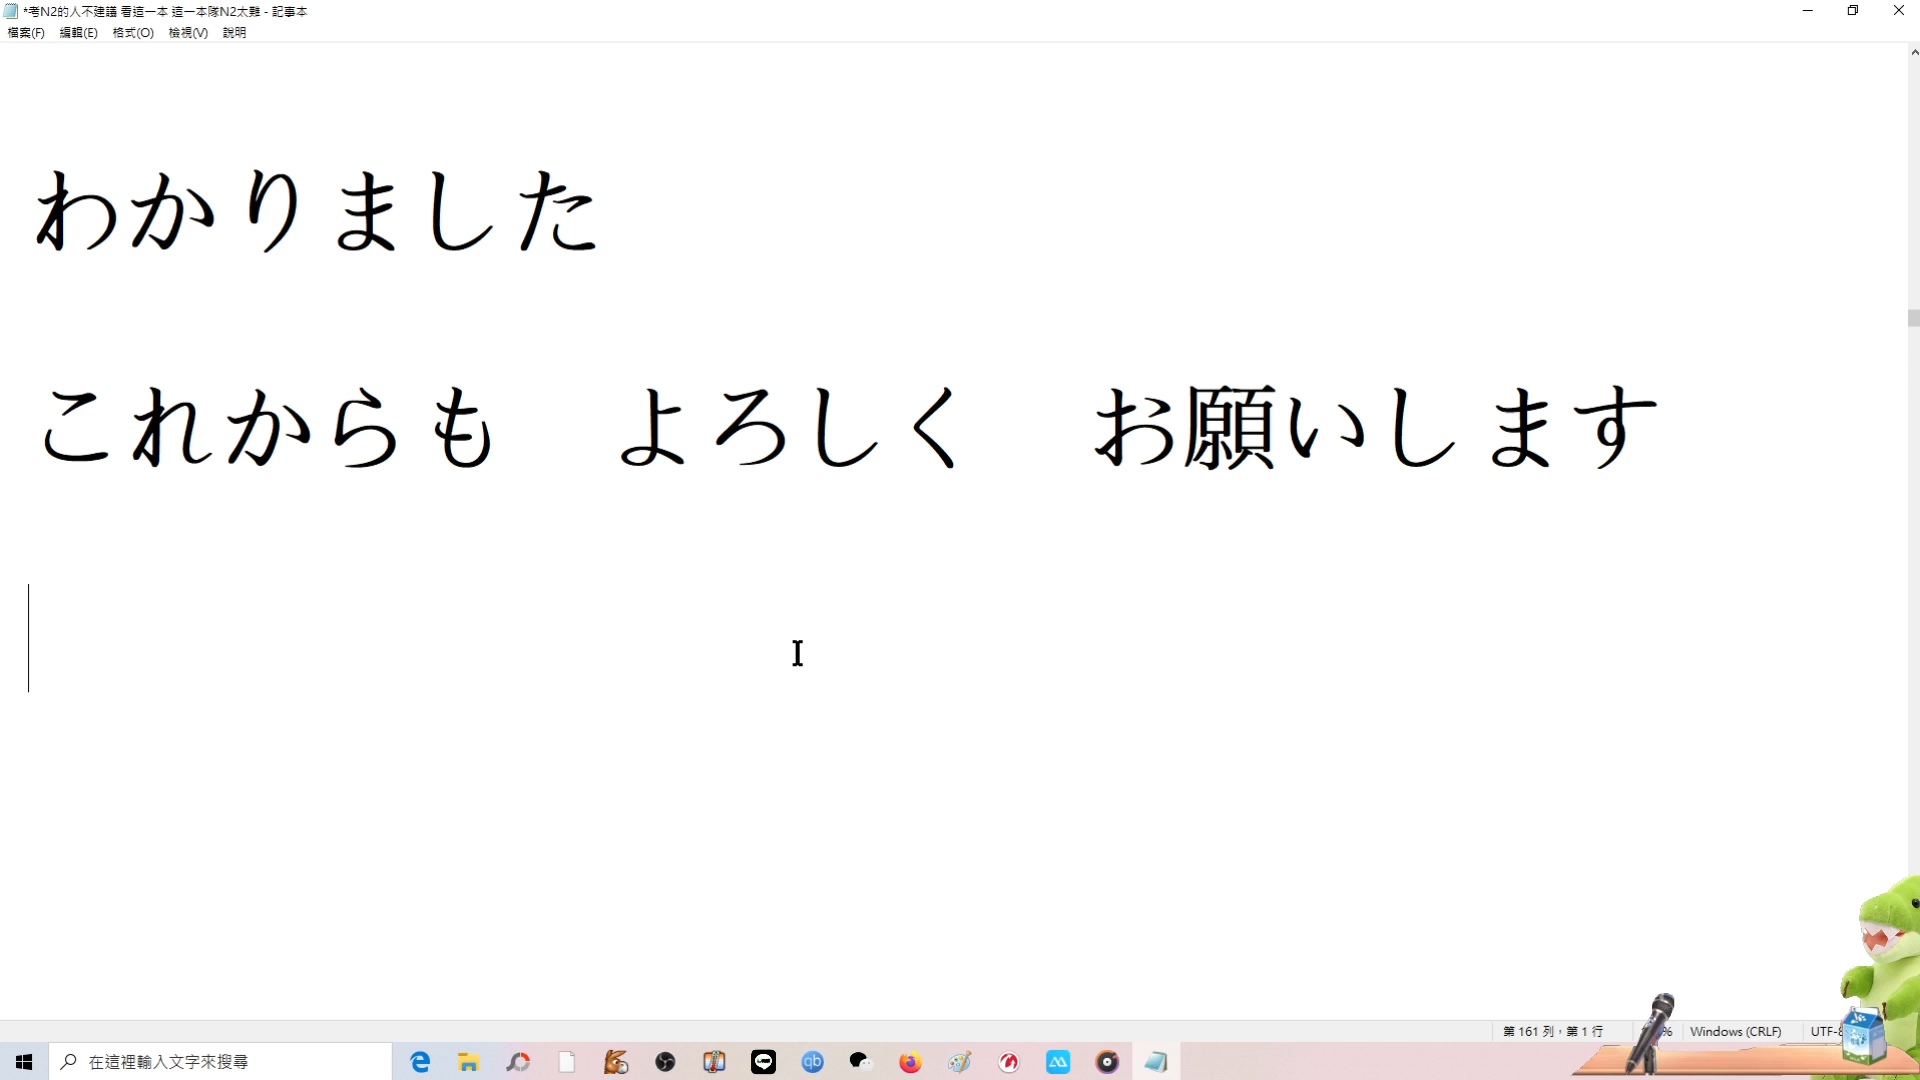 *考N2的人不建議 看這一本 這一本隊N2太難 - 記事本
檔案(F) 編輯(E) 格式(O) 檢視(V) 說明
わかりました
これからも　よろしく　お願いします
第 161 列，第 1 行 % Windows (CRLF) UTF-8
在這裡輸入文字來搜尋
qb